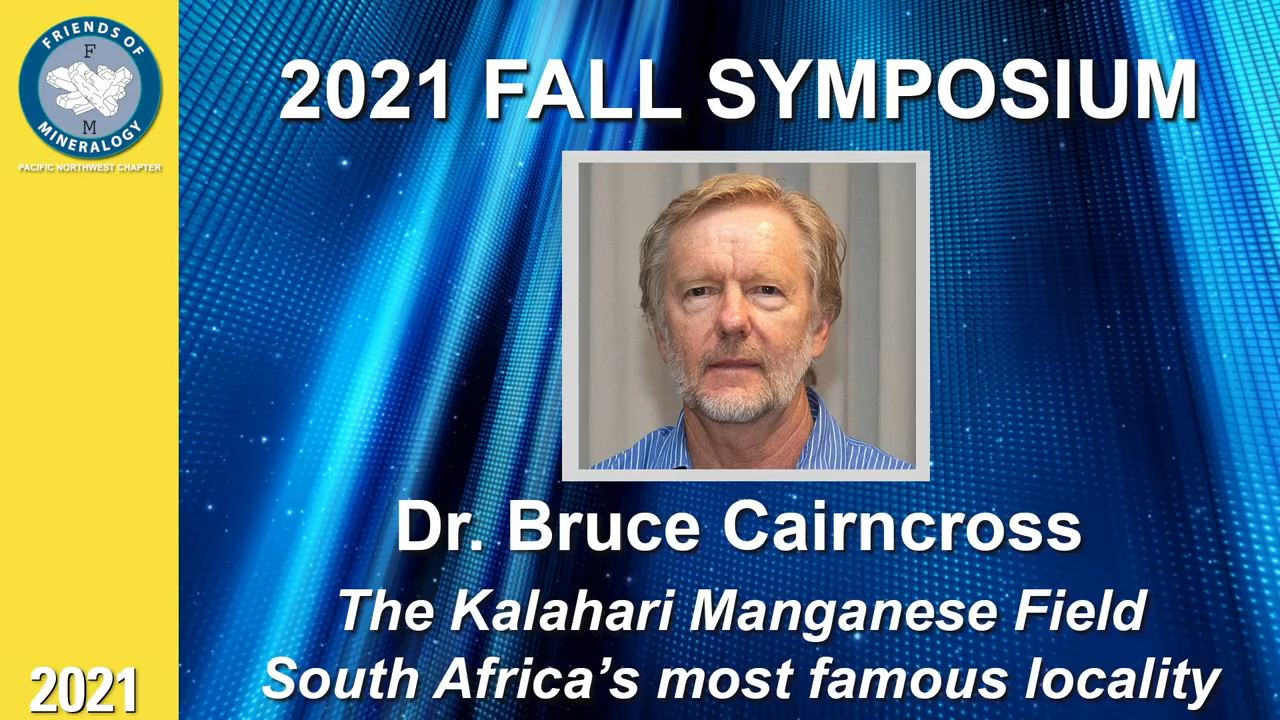 FRIENDS OF
F
M
MINERALOGY
PACIFIC NORTHWEST CHAPTER
2021 FALL SYMPOSIUM
Dr. Bruce Cairncross
The Kalahari Manganese Field
South Africa’s most famous locality
2021